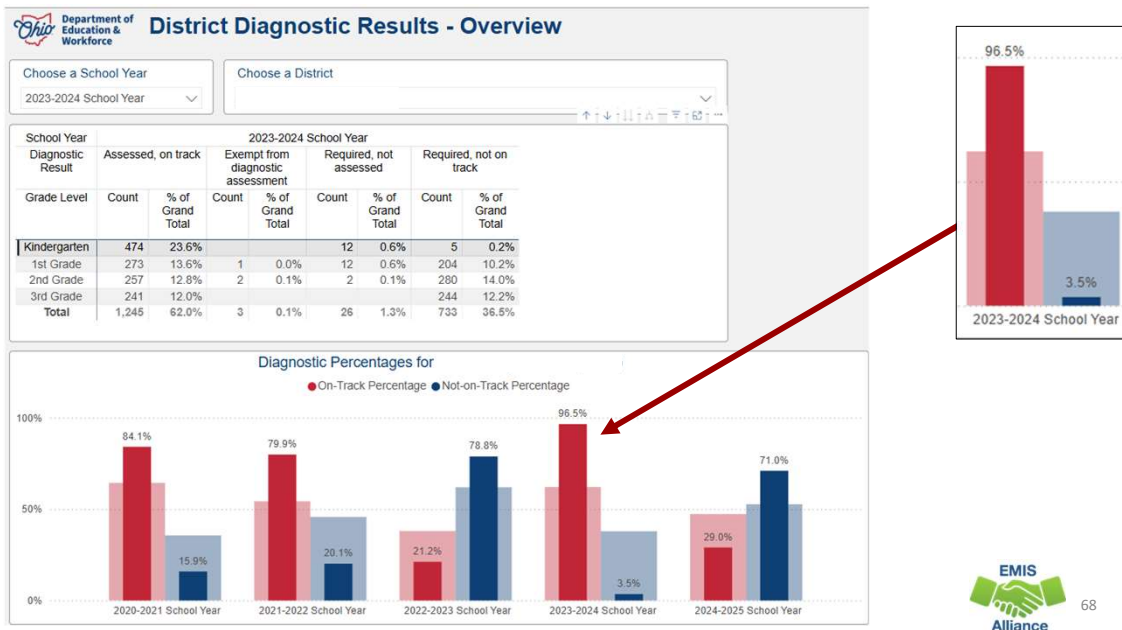 Ohio
Department of
Education &
Workforce
District Diagnostic Results - Overview
Choose a School Year
2023-2024 School Year
Choose a District
School Year 2023-2024 School Year
Diagnostic Result Assessed, on track Exempt from diagnostic assessment Required, not assessed Required, not on track
Grade Level Count % of Grand Total Count % of Grand Total Count % of Grand Total Count % of Grand Total
Kindergarten 474 23.6% 12 0.6% 5 0.2%
1st Grade 273 13.6% 1 0.0% 12 0.6% 204 10.2%
2nd Grade 257 12.8% 2 0.1% 2 0.1% 280 14.0%
3rd Grade 241 12.0% 244 12.2%
Total 1,245 62.0% 3 0.1% 26 1.3% 733 36.5%
Diagnostic Percentages for
On-Track Percentage Not-on-Track Percentage
100%
50%
0%
84.1%
15.9%
79.9%
20.1%
21.2%
78.8%
96.5%
3.5%
29.0%
71.0%
2020-2021 School Year 2021-2022 School Year 2022-2023 School Year 2023-2024 School Year 2024-2025 School Year
96.5%
3.5%
2023-2024 School Year
EMIS
Alliance
68